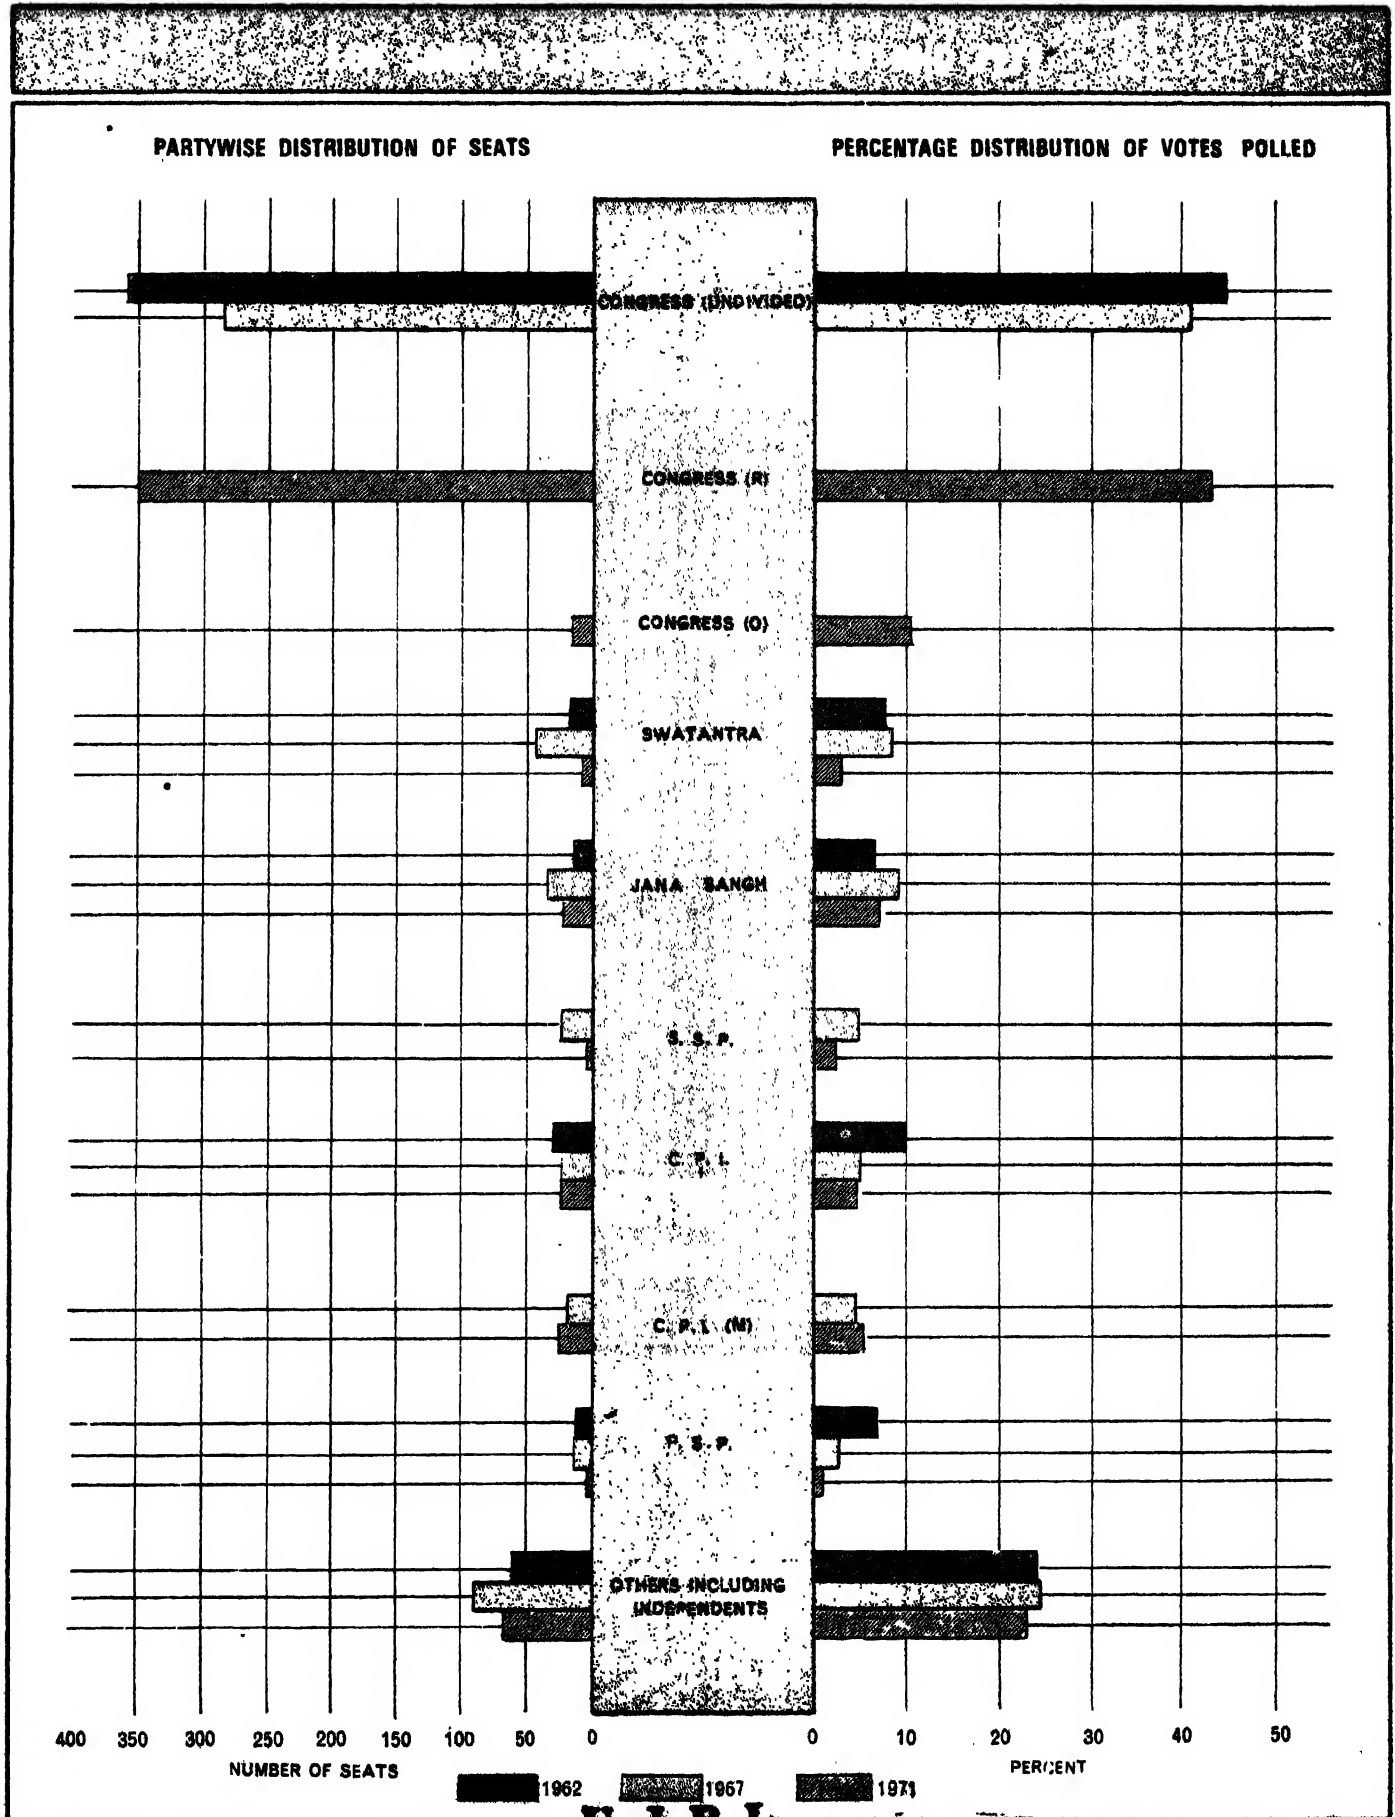 PARTYWISE DISTRIBUTION OF SEATS
PERCENTAGE DISTRIBUTION OF VOTES POLLED
CONGRESS (UNDIVIDED)
CONGRESS (R)
CONGRESS (O)
SWATANTRA
JANA SANGH
S. S. P.
C. P. I.
C. P. I. (M)
P. S. P.
OTHERS INCLUDING
INDEPENDENTS
400 350 300 250 200 150 100 50 0
0 10 20 30 40 50
NUMBER OF SEATS
PERCENT
1962 1967 1971